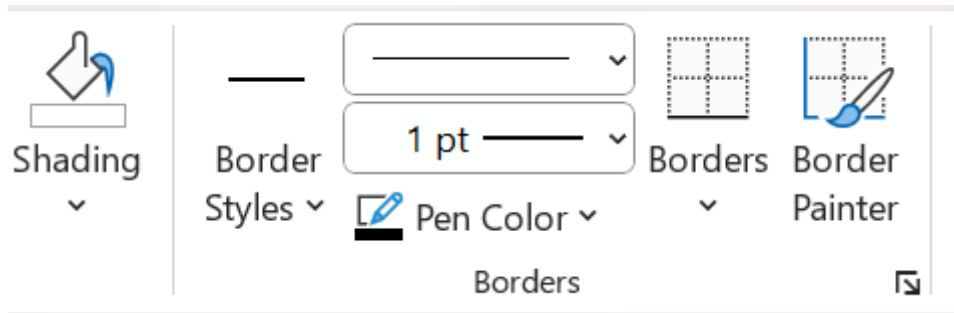 Shading
Border
Styles
1 pt
Pen Color
Borders
Border
Painter
Borders